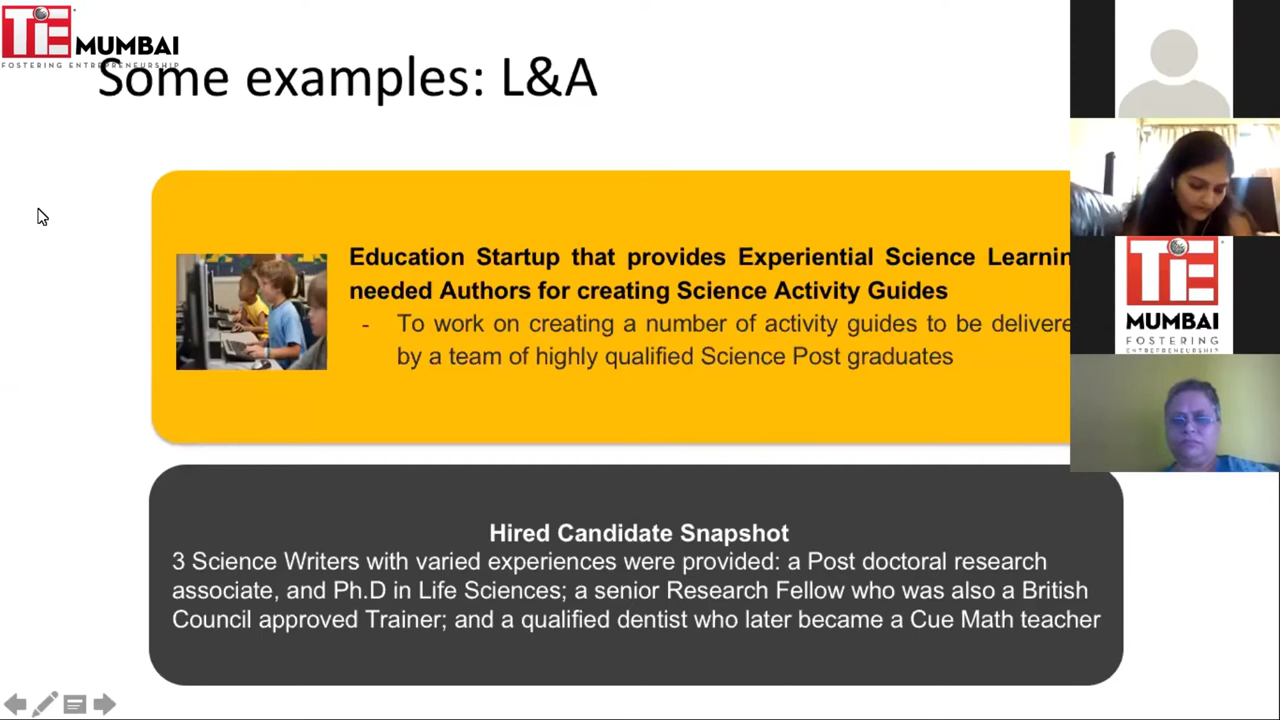 TiE MUMBAI
FOSTERING ENTREPRENEURSHIP
Some examples: L&A
Education Startup that provides Experiential Science Learnin
needed Authors for creating Science Activity Guides
- To work on creating a number of activity guides to be delivere
by a team of highly qualified Science Post graduates
TiE
MUMBAI
FOSTERING
ENTREPRENEURSHIP
Hired Candidate Snapshot
3 Science Writers with varied experiences were provided: a Post doctoral research
associate, and Ph.D in Life Sciences; a senior Research Fellow who was also a British
Council approved Trainer; and a qualified dentist who later became a Cue Math teacher